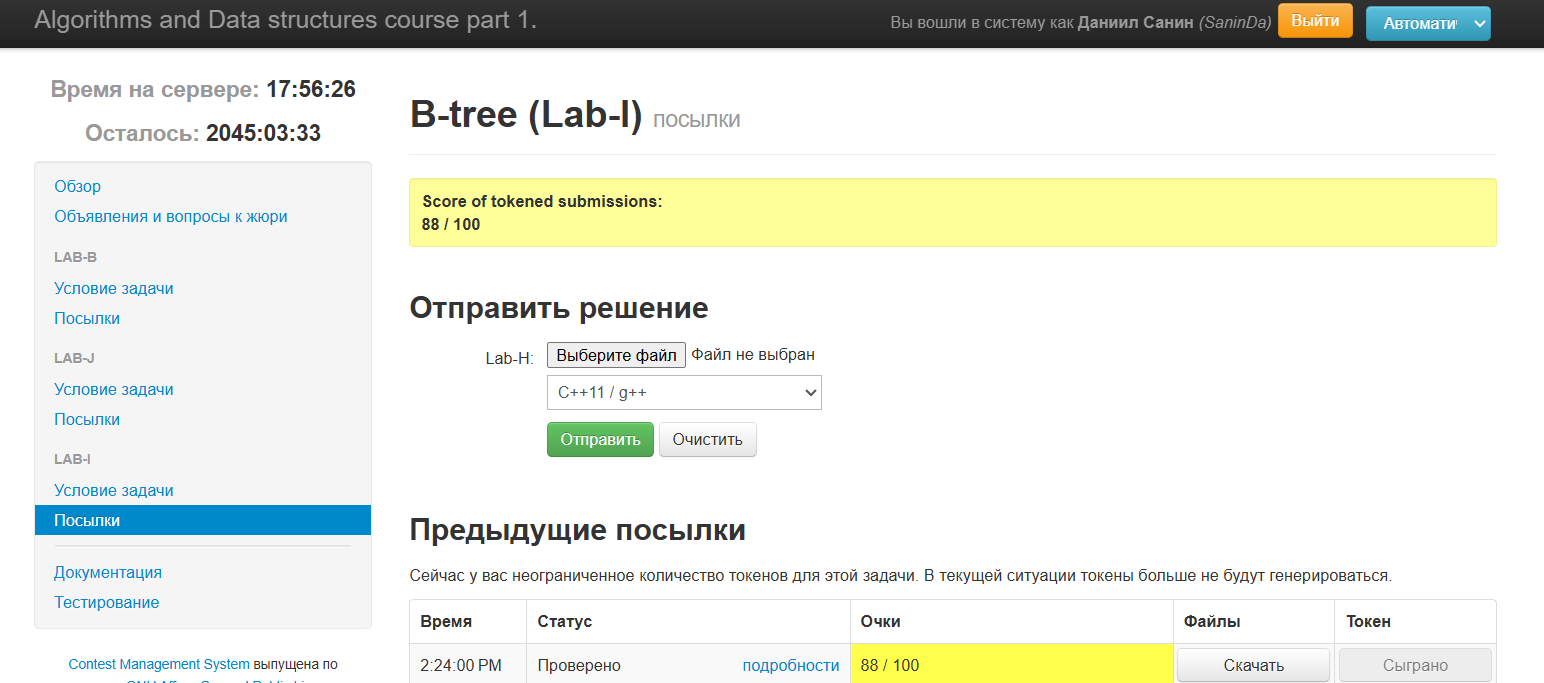 Algorithms and Data structures course part 1.
Вы вошли в систему как Даниил Санин (SaninDa)
Выйти
Автомати
Время на сервере: 17:56:26
Осталось: 2045:03:33
Обзор
Объявления и вопросы к жюри
LAB-B
Условие задачи
Посылки
LAB-J
Условие задачи
Посылки
LAB-I
Условие задачи
Посылки
Документация
Тестирование
Contest Management System выпущена по
B-tree (Lab-I) посылки
Score of tokened submissions:
88 / 100
Отправить решение
Lab-H: Выберите файл Файл не выбран
C++11 / g++
Отправить Очистить
Предыдущие посылки
Сейчас у вас неограниченное количество токенов для этой задачи. В текущей ситуации токены больше не будут генерироваться.
Время Статус Очки Файлы Токен
2:24:00 PM Проверено подробности 88 / 100 Скачать Сыграно